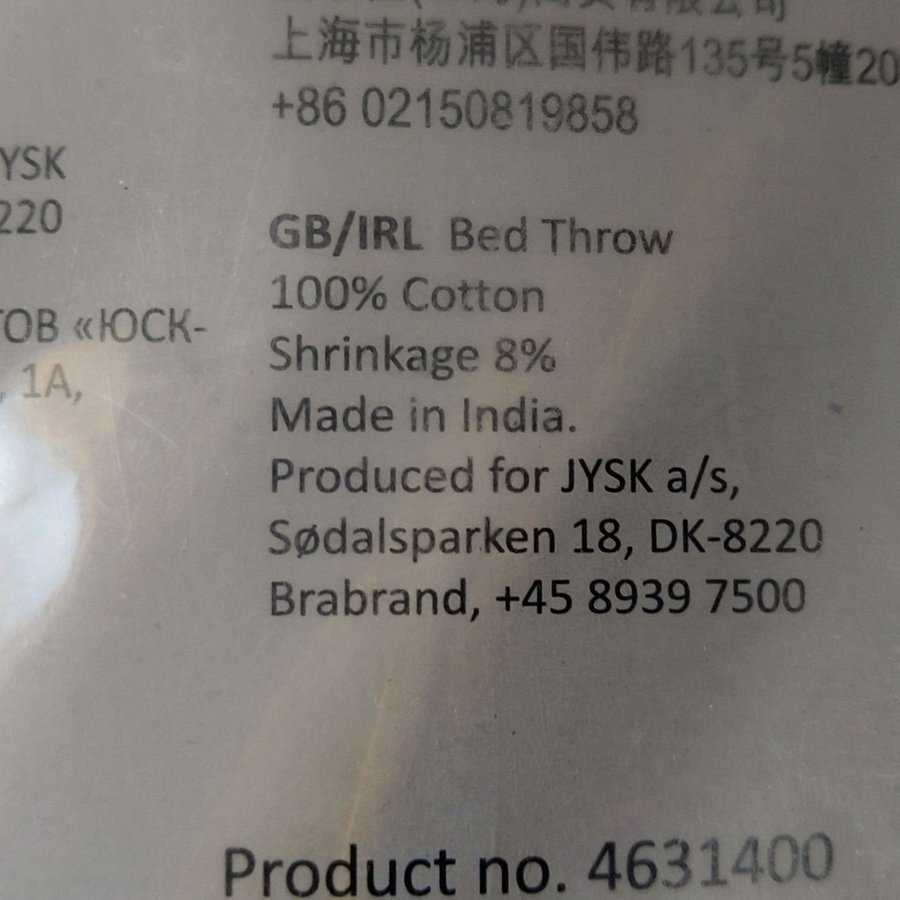 上海市杨浦区国伟路135号5幢20
+86 02150819858
YSK
220
ТОВ «ЮСК-
, 1А,
GB/IRL Bed Throw
100% Cotton
Shrinkage 8%
Made in India.
Produced for JYSK a/s,
Sødalsparken 18, DK-8220
Brabrand, +45 8939 7500
Product no. 4631400